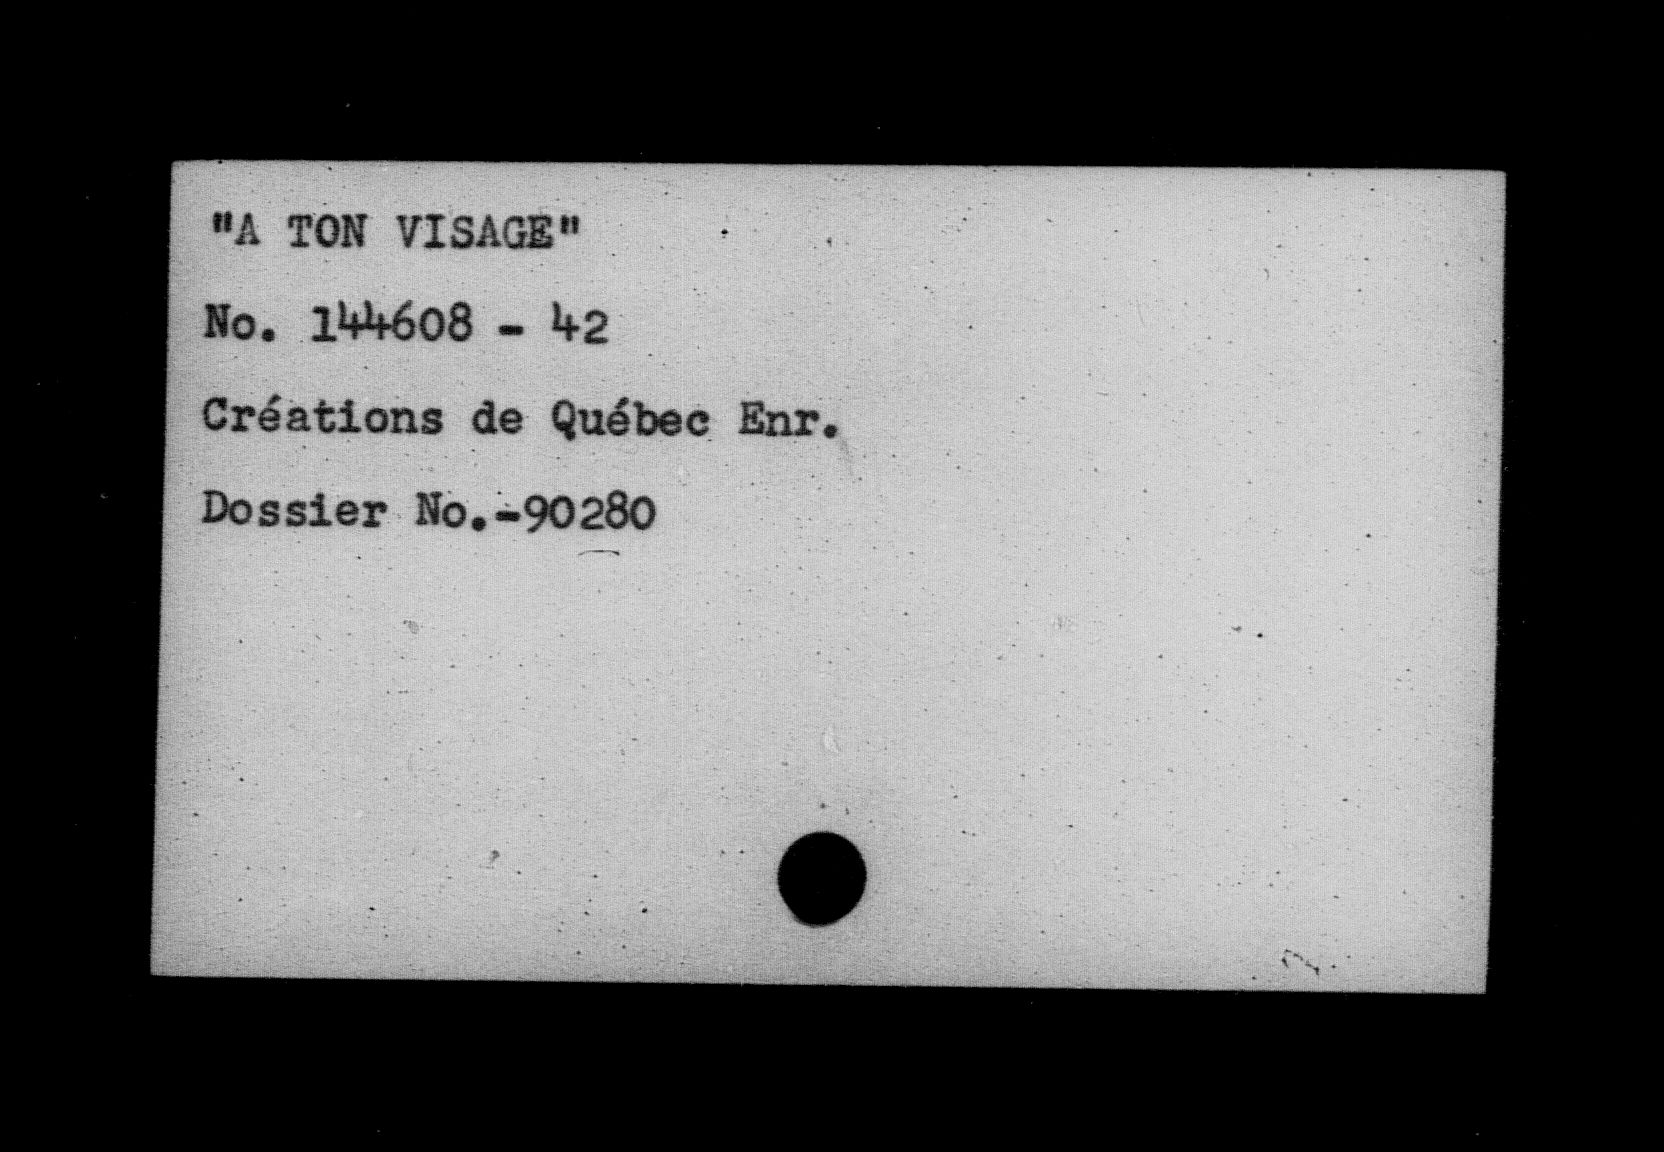 "A TON VISAGE"
No. 144608 - 42
Créations de Québec Enr.
Dossier No.-90280